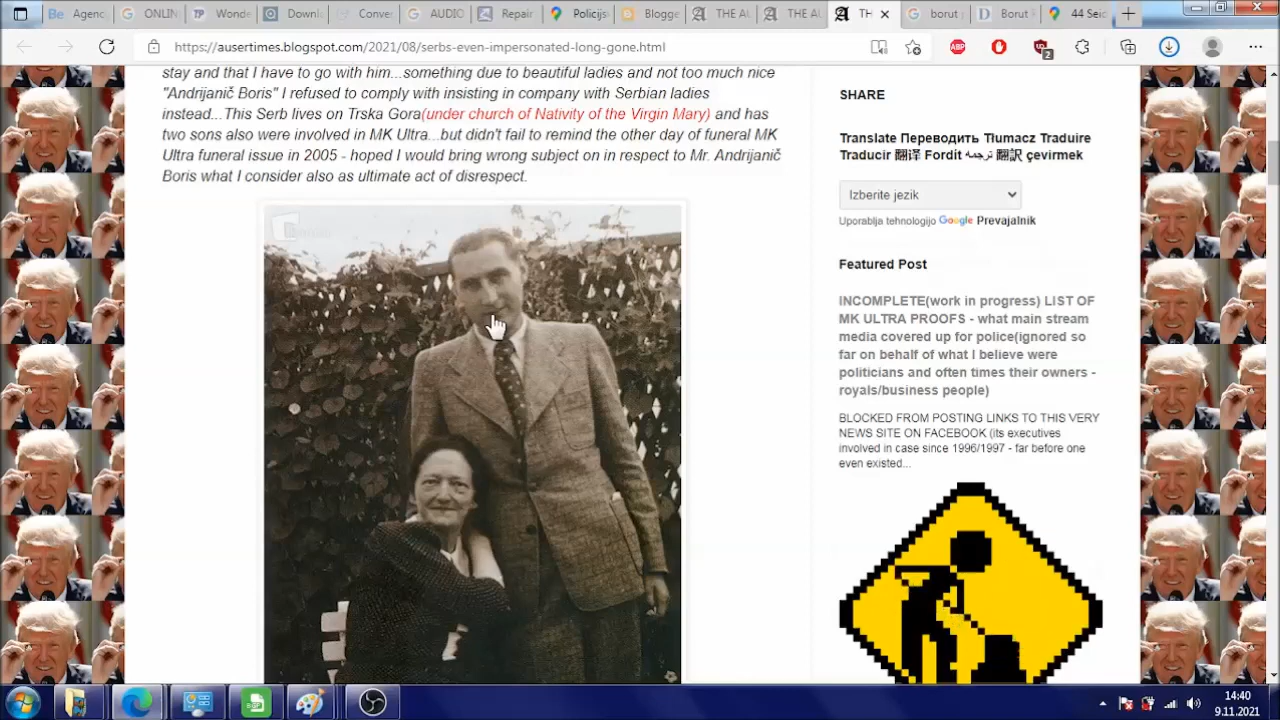 Be Agenc
ONLIN
Wonde
Downl
Conver
AUDIO
Repair
Policijs
Blogge
THE AU
THE AU
TH
borut
Borut
44 Seic
https://ausertimes.blogspot.com/2021/08/serbs-even-impersonated-long-gone.html
ABP
2
stay and that I have to go with him...something due to beautiful ladies and not too much nice
"Andrijanič Boris" I refused to comply with insisting in company with Serbian ladies
instead...This Serb lives on Trska Gora(under church of Nativity of the Virgin Mary) and has
two sons also were involved in MK Ultra...but didn't fail to remind the other day of funeral MK
Ultra funeral issue in 2005 - inoped I would bring wrong subject on in respect to Mr. Andrijanič
Boris what I consider also as ultimate act of disrespect.
SHARE
Translate Переводить Tłumacz Traduire
Traducir 翻译 Fordít ترجمه 翻訳 çevirmek
Izberite jezik
Uporablja tehnologijo Google Prevajalnik
Featured Post
INCOMPLETE(work in progress) LIST OF
MK ULTRA PROOFS - what main stream
media covered up for police(ignored so
far on behalf of what I believe were
politicians and often times their owners -
royals/business people)
BLOCKED FROM POSTING LINKS TO THIS VERY
NEWS SITE ON FACEBOOK (its executives
involved in case since 1996/1997 - far before one
even existed...
14:40
9.11.2021